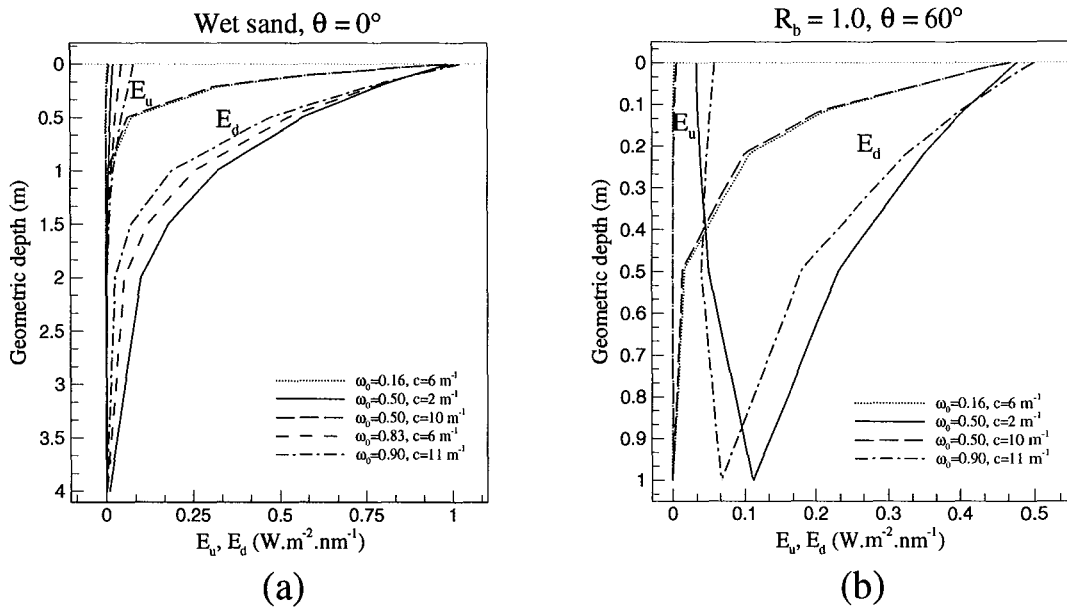 Wet sand, θ = 0°
0
0.5
1
1.5
2
2.5
3
3.5
4
Geometric depth (m)
E_u
E_d
ω₀=0.16, c=6 m⁻¹
ω₀=0.50, c=2 m⁻¹
ω₀=0.50, c=10 m⁻¹
ω₀=0.83, c=6 m⁻¹
ω₀=0.90, c=11 m⁻¹
0 0.25 0.5 0.75 1
E_u, E_d (W.m⁻².nm⁻¹)
(a)
R_b = 1.0, θ = 60°
0
0.1
0.2
0.3
0.4
0.5
0.6
0.7
0.8
0.9
1
Geometric depth (m)
E_u
E_d
ω₀=0.16, c=6 m⁻¹
ω₀=0.50, c=2 m⁻¹
ω₀=0.50, c=10 m⁻¹
ω₀=0.90, c=11 m⁻¹
0 0.1 0.2 0.3 0.4 0.5
E_u, E_d (W.m⁻².nm⁻¹)
(b)